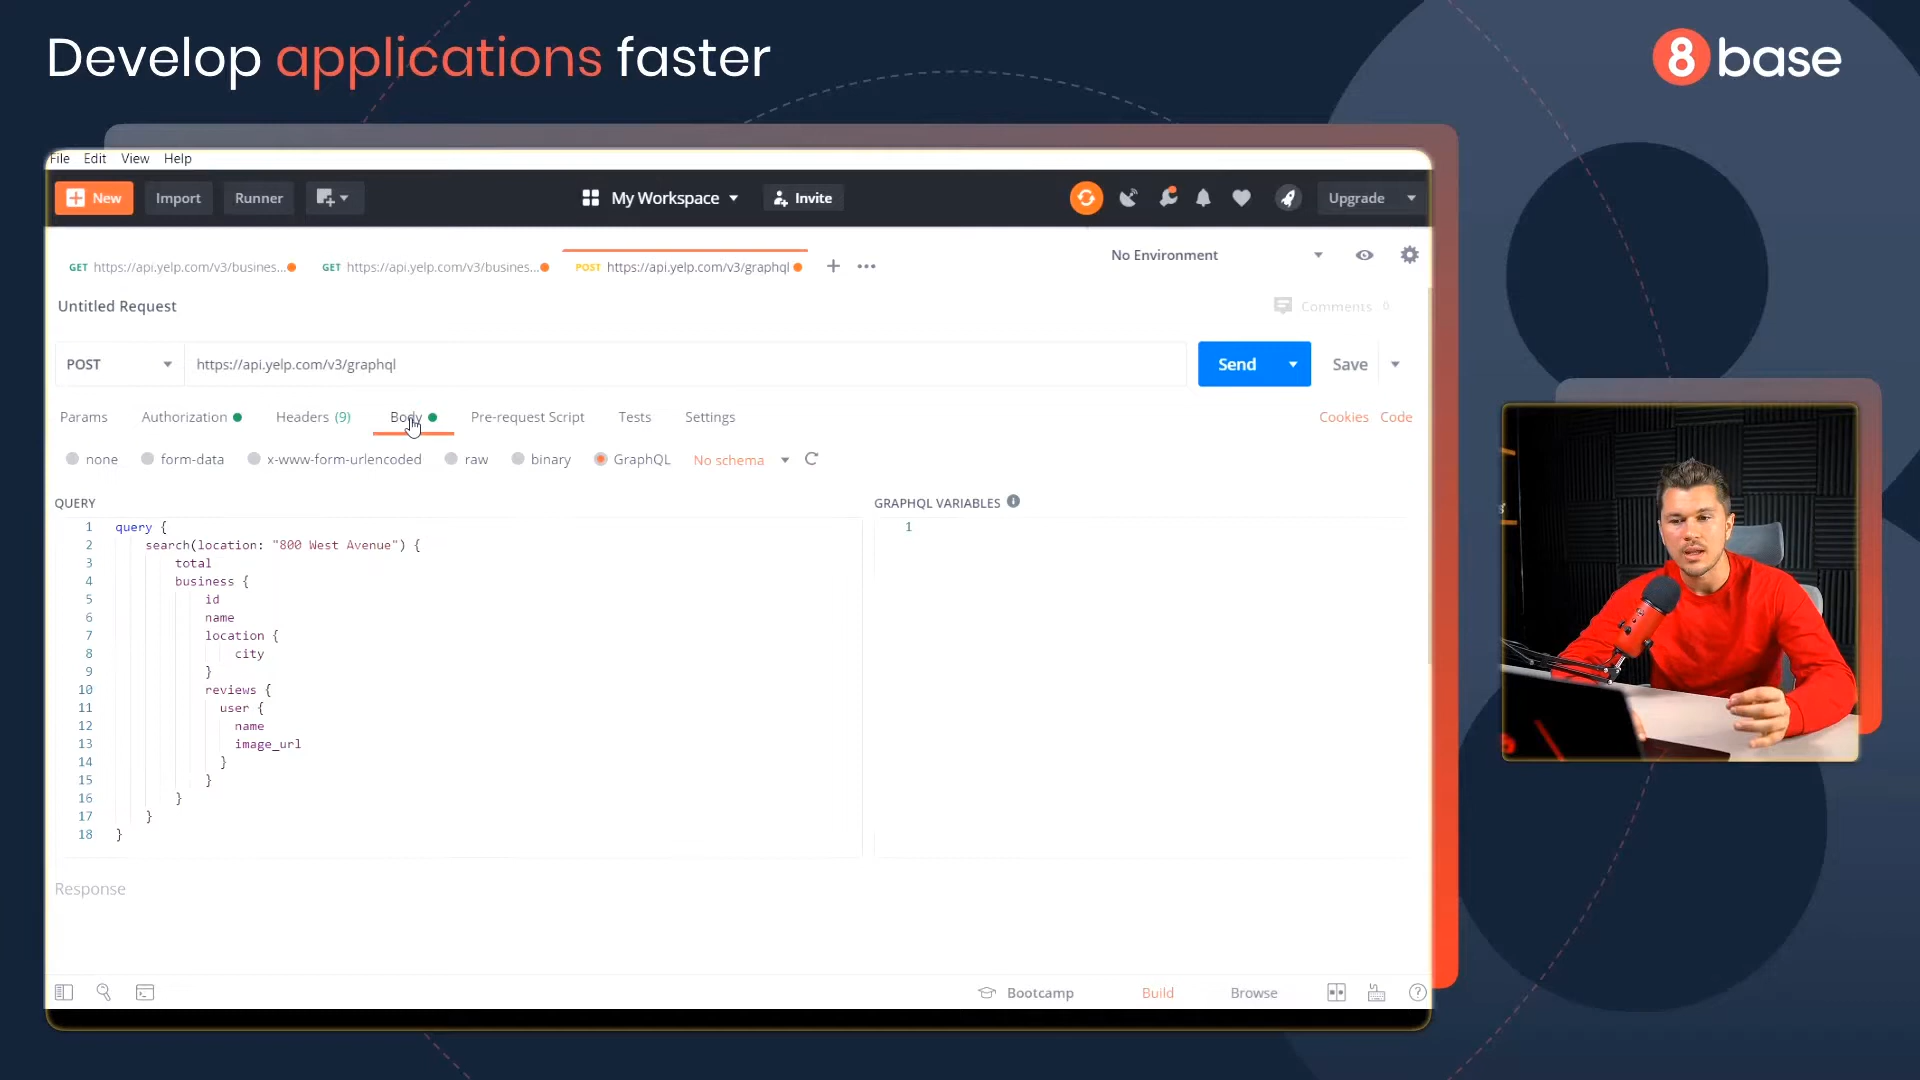 Develop applications faster
8base
File Edit View Help
New Import Runner My Workspace Invite Upgrade
GET https://api.yelp.com/v3/busines... GET https://api.yelp.com/v3/busines... POST https://api.yelp.com/v3/graphql + ••• No Environment
Untitled Request Comments 0
POST https://api.yelp.com/v3/graphql Send Save
Params Authorization Headers (9) Body Pre-request Script Tests Settings Cookies Code
none form-data x-www-form-urlencoded raw binary GraphQL No schema
QUERY GRAPHQL VARIABLES
1 query {
2 search(location: "800 West Avenue") {
3 total
4 business {
5 id
6 name
7 location {
8 city
9 }
10 reviews {
11 user {
12 name
13 image_url
14 }
15 }
16 }
17 }
18 }
1
Response
Bootcamp Build Browse